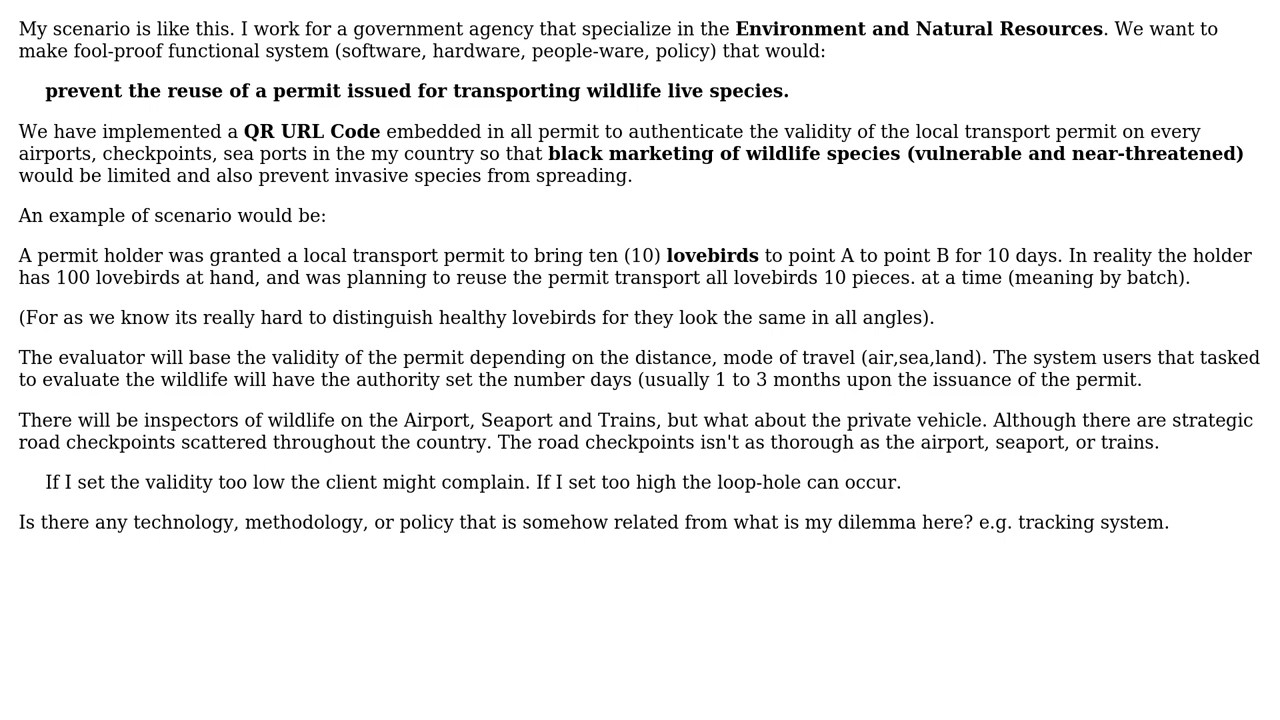 My scenario is like this. I work for a government agency that specialize in the Environment and Natural Resources. We want to
make fool-proof functional system (software, hardware, people-ware, policy) that would:
prevent the reuse of a permit issued for transporting wildlife live species.
We have implemented a QR URL Code embedded in all permit to authenticate the validity of the local transport permit on every
airports, checkpoints, sea ports in the my country so that black marketing of wildlife species (vulnerable and near-threatened)
would be limited and also prevent invasive species from spreading.
An example of scenario would be:
A permit holder was granted a local transport permit to bring ten (10) lovebirds to point A to point B for 10 days. In reality the holder
has 100 lovebirds at hand, and was planning to reuse the permit transport all lovebirds 10 pieces. at a time (meaning by batch).
(For as we know its really hard to distinguish healthy lovebirds for they look the same in all angles).
The evaluator will base the validity of the permit depending on the distance, mode of travel (air,sea,land). The system users that tasked
to evaluate the wildlife will have the authority set the number days (usually 1 to 3 months upon the issuance of the permit.
There will be inspectors of wildlife on the Airport, Seaport and Trains, but what about the private vehicle. Although there are strategic
road checkpoints scattered throughout the country. The road checkpoints isn't as thorough as the airport, seaport, or trains.
If I set the validity too low the client might complain. If I set too high the loop-hole can occur.
Is there any technology, methodology, or policy that is somehow related from what is my dilemma here? e.g. tracking system.